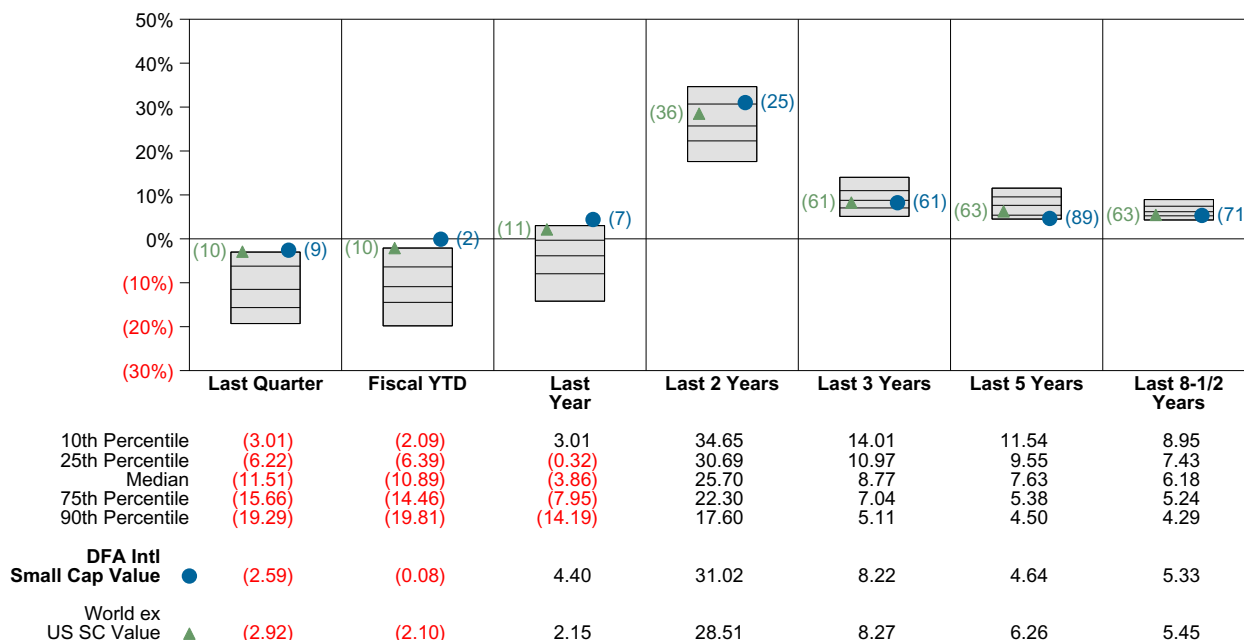 50%
40%
30%
20%
10%
0%
(10%)
(20%)
(30%)
(10) (9)
(10) (2)
(11) (7)
(36) (25)
(61) (61)
(63) (89)
(63) (71)
Last Quarter Fiscal YTD Last Year Last 2 Years Last 3 Years Last 5 Years Last 8-1/2 Years
10th Percentile (3.01) (2.09) 3.01 34.65 14.01 11.54 8.95
25th Percentile (6.22) (6.39) (0.32) 30.69 10.97 9.55 7.43
Median (11.51) (10.89) (3.86) 25.70 8.77 7.63 6.18
75th Percentile (15.66) (14.46) (7.95) 22.30 7.04 5.38 5.24
90th Percentile (19.29) (19.81) (14.19) 17.60 5.11 4.50 4.29
DFA Intl
Small Cap Value (2.59) (0.08) 4.40 31.02 8.22 4.64 5.33
World ex
US SC Value (2.92) (2.10) 2.15 28.51 8.27 6.26 5.45